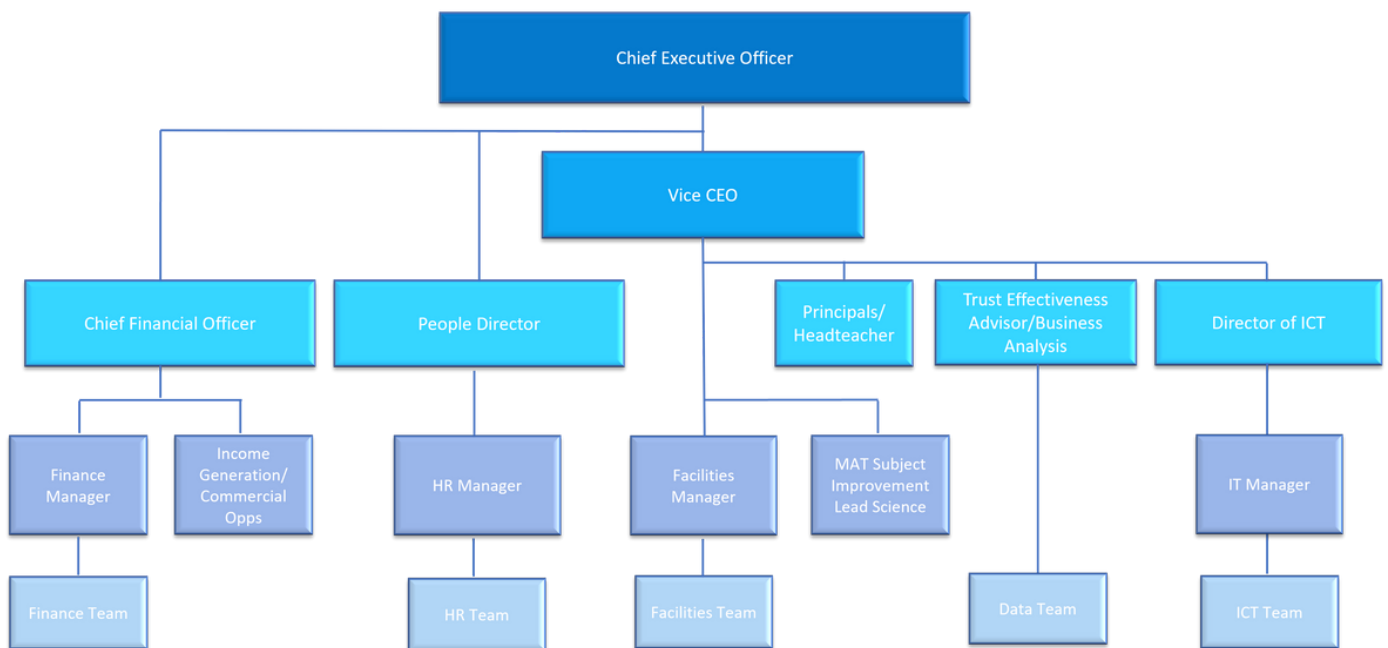 Chief Executive Officer
Vice CEO
Chief Financial Officer
People Director
Principals/
Headteacher
Trust Effectiveness
Advisor/Business
Analysis
Director of ICT
Finance
Manager
Income
Generation/
Commercial
Opps
HR Manager
Facilities
Manager
MAT Subject
Improvement
Lead Science
IT Manager
Finance Team
HR Team
Facilities Team
Data Team
ICT Team